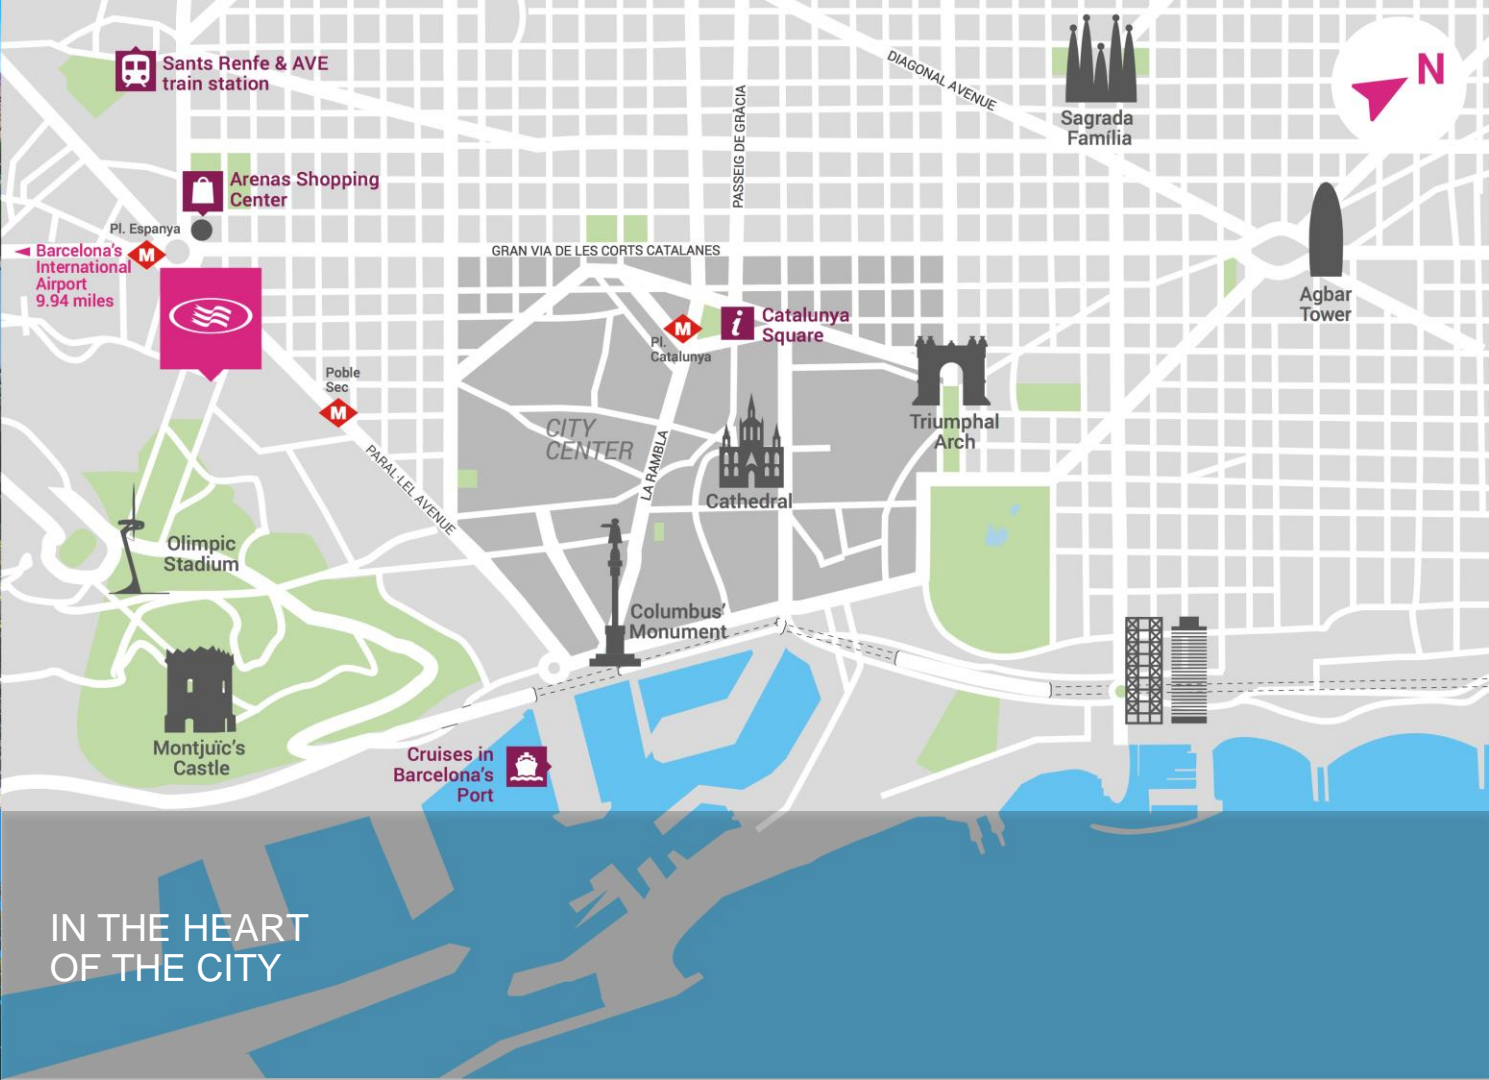 DIAGONAL AVENUE
N
Sants Renfe & AVE
train station
PASSEIG DE GRÀCIA
Sagrada
Família
Arenas Shopping
Center
Pl. Espanya
Barcelona's
International
Airport
9.94 miles
M
GRAN VIA DE LES CORTS CATALANES
Agbar
Tower
M
i
Catalunya
Square
Pl.
Catalunya
Poble
Sec
M
Triumphal
Arch
CITY
CENTER
LA RAMBLA
PARAL·LEL AVENUE
Cathedral
Olimpic
Stadium
Columbus'
Monument
Montjuïc's
Castle
Cruises in
Barcelona's
Port
IN THE HEART
OF THE CITY